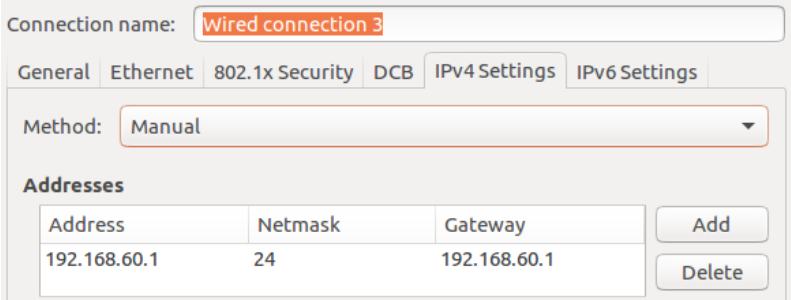 Connection name: Wired connection 3
General Ethernet 802.1x Security DCB IPv4 Settings IPv6 Settings
Method: Manual
Addresses
Address Netmask Gateway Add
192.168.60.1 24 192.168.60.1
Delete